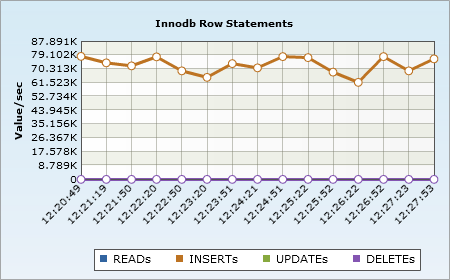 Innodb Row Statements
Value/sec
87.891K
79.102K
70.313K
61.523K
52.734K
43.945K
35.156K
26.367K
17.578K
8.789K
0
12:20:49
12:21:19
12:21:50
12:22:20
12:22:50
12:23:20
12:23:51
12:24:21
12:24:51
12:25:22
12:25:52
12:26:22
12:26:52
12:27:23
12:27:53
READs INSERTs UPDATEs DELETEs